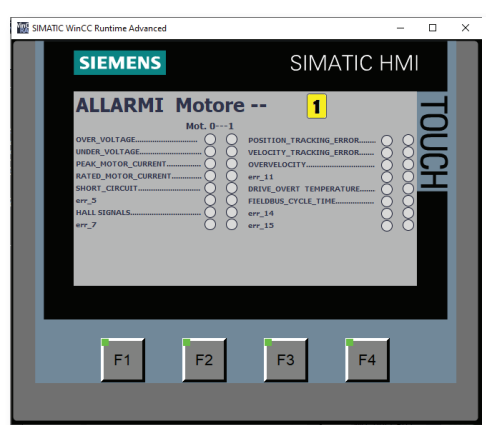 SIMATIC WinCC Runtime Advanced
SIEMENS
SIMATIC HMI
TOUCH
ALLARMI Motore -- 1
Mot. 0---1
OVER_VOLTAGE
UNDER_VOLTAGE
PEAK_MOTOR_CURRENT
RATED_MOTOR_CURRENT
SHORT_CIRCUIT
err_5
HALL SIGNALS
err_7
POSITION_TRACKING_ERROR
VELOCITY_TRACKING_ERROR
OVERVELOCITY
err_11
DRIVE_OVERT TEMPERATURE
FIELDBUS_CYCLE_TIME
err_14
err_15
F1
F2
F3
F4